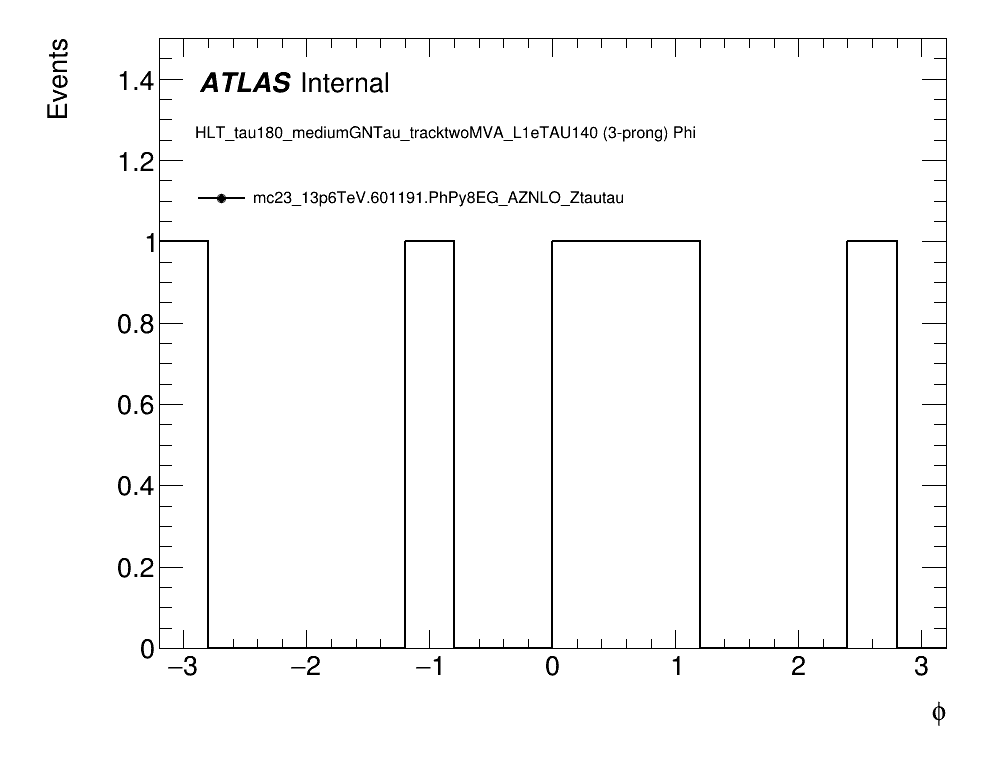 Events
ATLAS Internal
HLT_tau180_mediumGNTau_tracktwoMVA_L1eTAU140 (3-prong) Phi
mc23_13p6TeV.601191.PhPy8EG_AZNLO_Ztautau
1.4
1.2
1
0.8
0.6
0.4
0.2
0
−3 −2 −1 0 1 2 3
ϕ